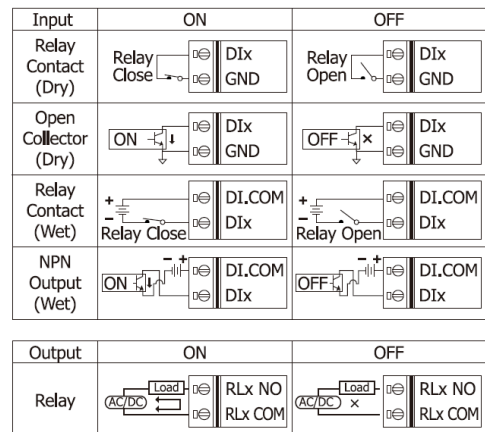 Input ON OFF
Relay Contact (Dry) Relay Close DIx GND Relay Open DIx GND
Open Collector (Dry) ON DIx GND OFF × DIx GND
Relay Contact (Wet) + − Relay Close DI.COM DIx + − Relay Open DI.COM DIx
NPN Output (Wet) ON − + DI.COM DIx OFF − + DI.COM DIx
Output ON OFF
Relay AC/DC Load RLx NO RLx COM AC/DC Load × RLx NO RLx COM